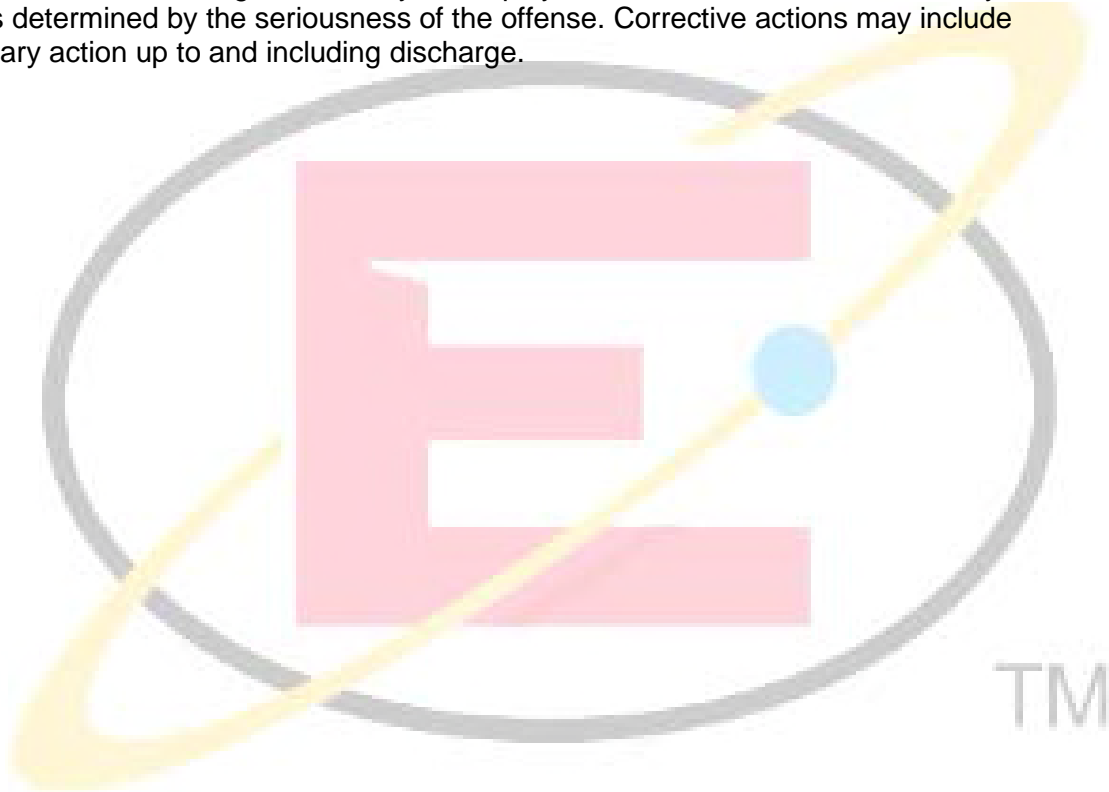 s determined by the seriousness of the offense. Corrective actions may include
ary action up to and including discharge.
E
TM